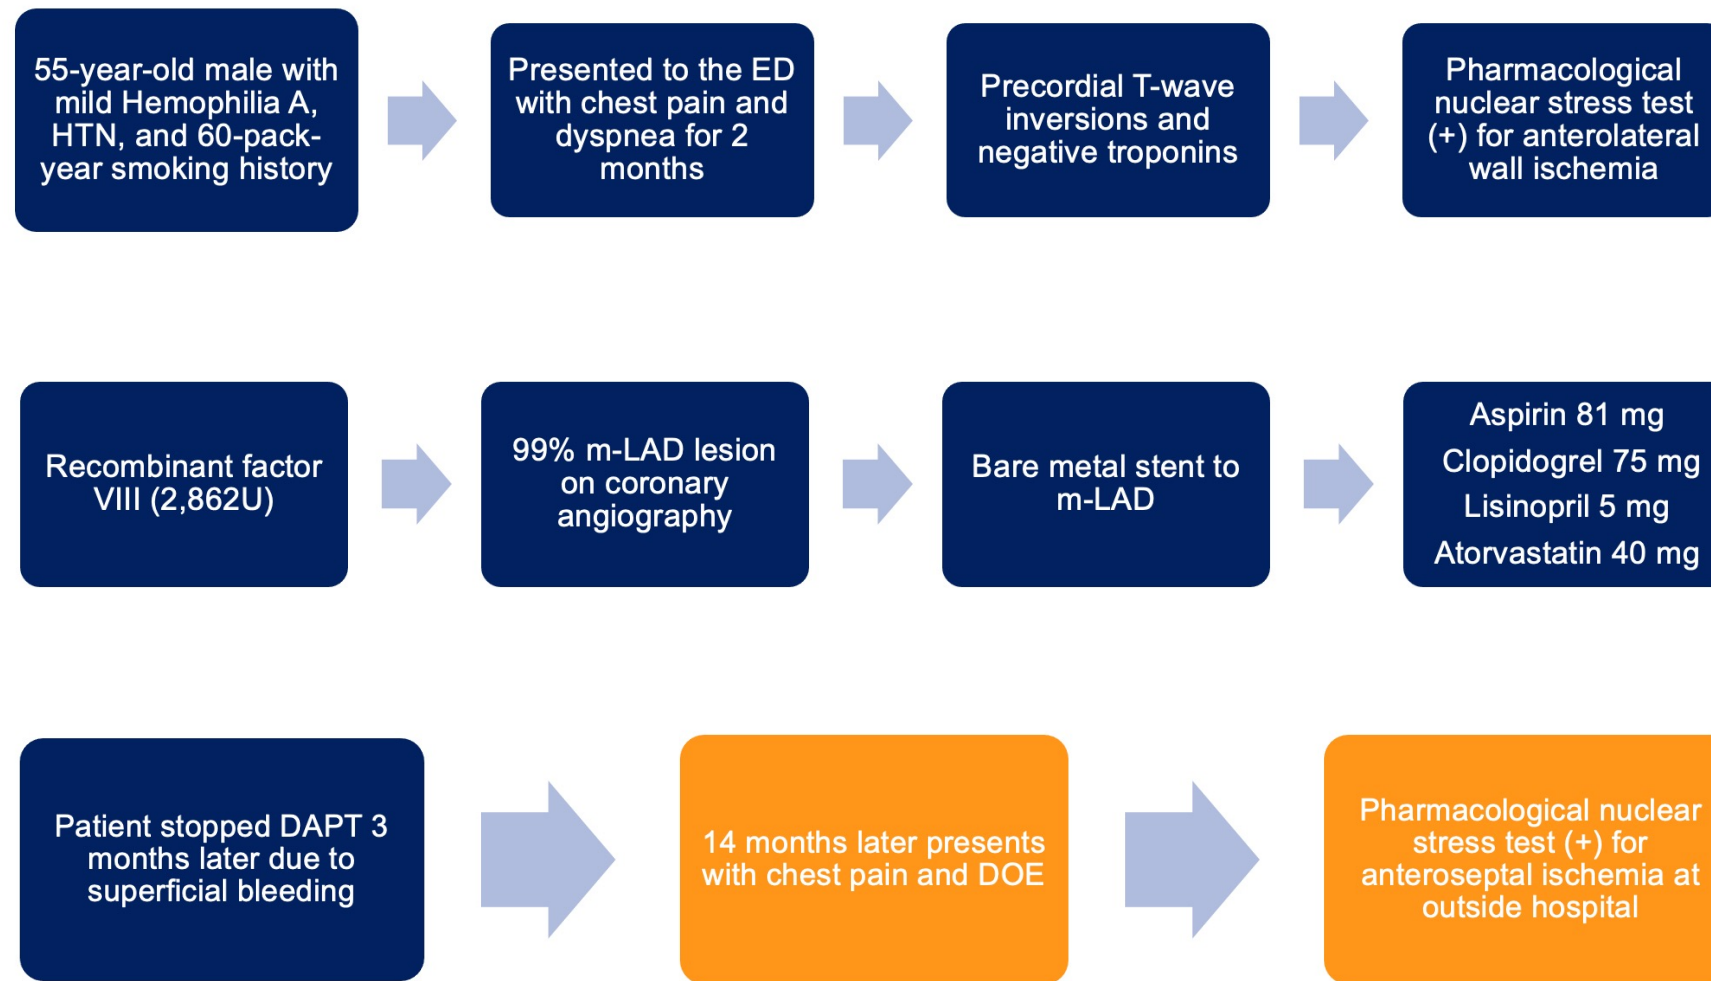 55-year-old male with
mild Hemophilia A,
HTN, and 60-pack-
year smoking history
Presented to the ED
with chest pain and
dyspnea for 2
months
Precordial T-wave
inversions and
negative troponins
Pharmacological
nuclear stress test
(+) for anterolateral
wall ischemia
Recombinant factor
VIII (2,862U)
99% m-LAD lesion
on coronary
angiography
Bare metal stent to
m-LAD
Aspirin 81 mg
Clopidogrel 75 mg
Lisinopril 5 mg
Atorvastatin 40 mg
Patient stopped DAPT 3
months later due to
superficial bleeding
14 months later presents
with chest pain and DOE
Pharmacological nuclear
stress test (+) for
anteroseptal ischemia at
outside hospital